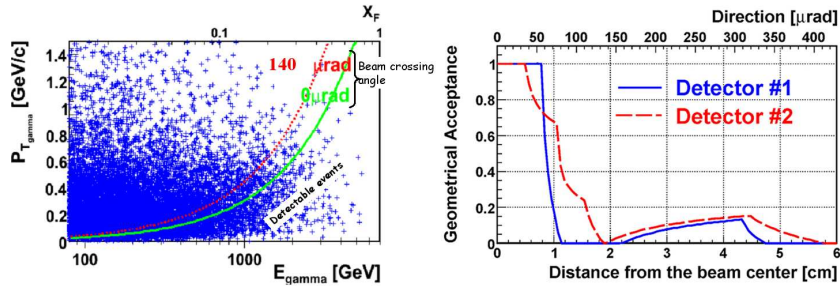 0.1
X_F
1
P_T_gamma [GeV/c]
1.4
1.2
1
0.8
0.6
0.4
0.2
0
140 μrad
0μrad
Beam crossing
angle
Detectable events
100
1000
E_gamma [GeV]
Direction [μrad]
0 50 100 150 200 250 300 350 400
Geometrical Acceptance
1
0.8
0.6
0.4
0.2
0
Detector #1
Detector #2
0 1 2 3 4 5 6
Distance from the beam center [cm]